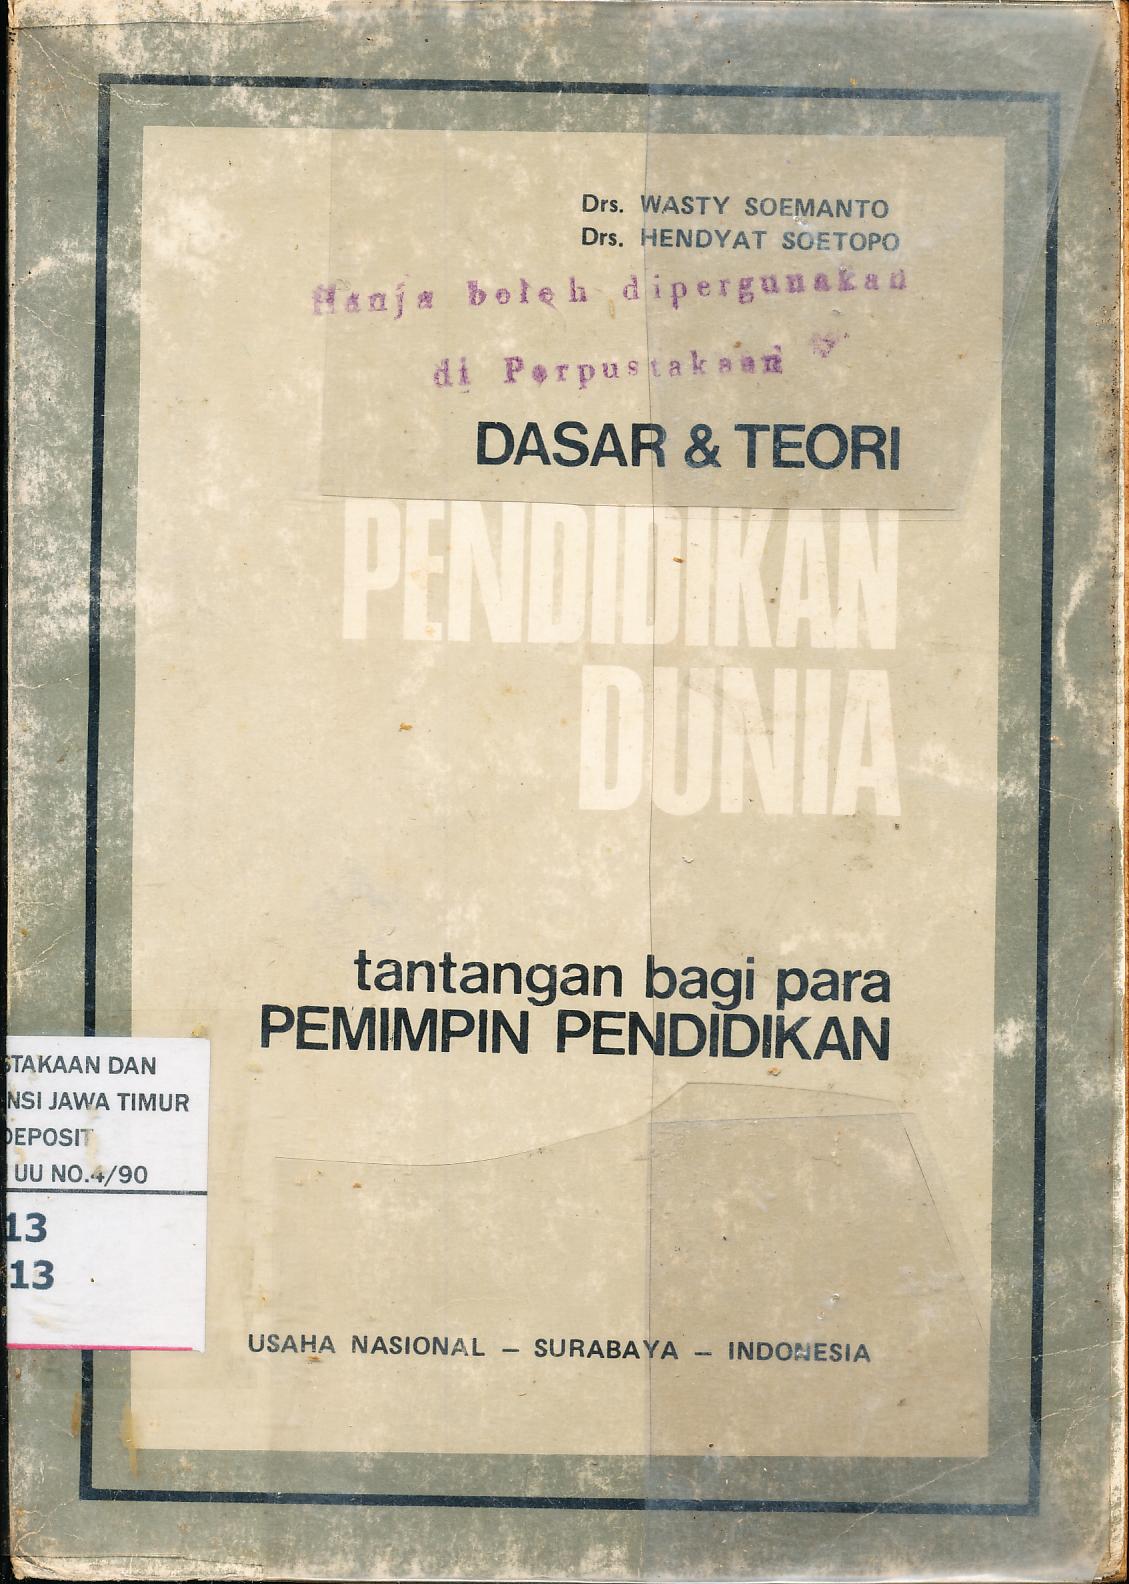 Drs. WASTY SOEMANTO
Drs. HENDYAT SOETOPO
Hanja boleh dipergunakan
di Perpustakaan
DASAR & TEORI
PENDIDIKAN
DUNIA
tantangan bagi para
PEMIMPIN PENDIDIKAN
STAKAAN DAN
NSI JAWA TIMUR
DEPOSIT
UU NO.4/90
13
13
USAHA NASIONAL – SURABAYA – INDONESIA